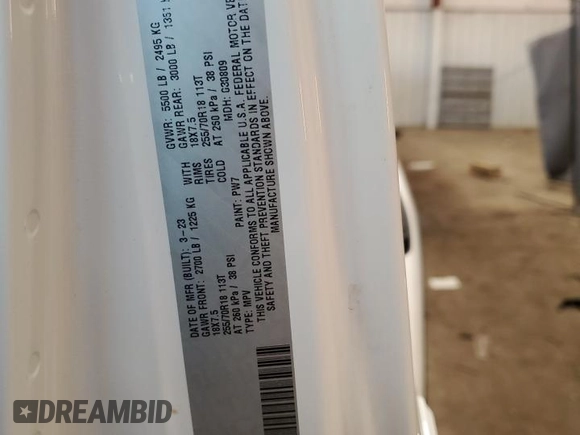 DATE OF MFR (BUILT): 3-23 GVWR: 5500 LB / 2495 KG
GAWR FRONT: 2700 LB / 1225 KG WITH GAWR REAR: 3000 LB / 1351
18X7.5 RIMS 18X7.5
255/70R18 113T TIRES 255/70R18 113T
AT 260 kPa / 38 PSI COLD AT 260 kPa / 38 PSI
TYPE: MPV PAINT: PW7 MDH: 030809
THIS VEHICLE CONFORMS TO ALL APPLICABLE U.S.A. FEDERAL MOTOR
SAFETY AND THEFT PREVENTION STANDARDS IN EFFECT ON THE DAT
MANUFACTURE SHOWN ABOVE.
DREAMBID